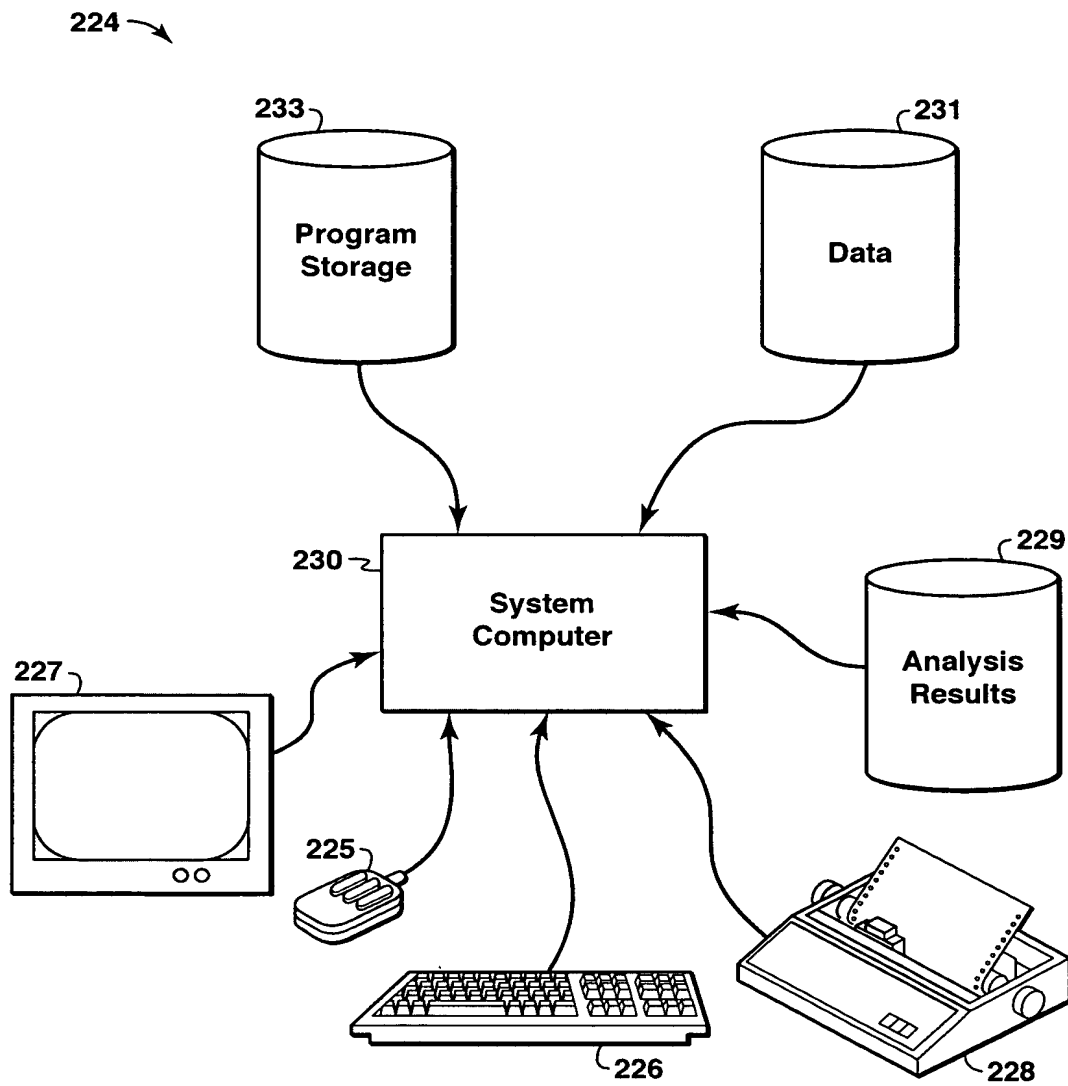 224
233
231
Program
Storage
Data
230
229
System
Computer
Analysis
Results
227
225
226
228